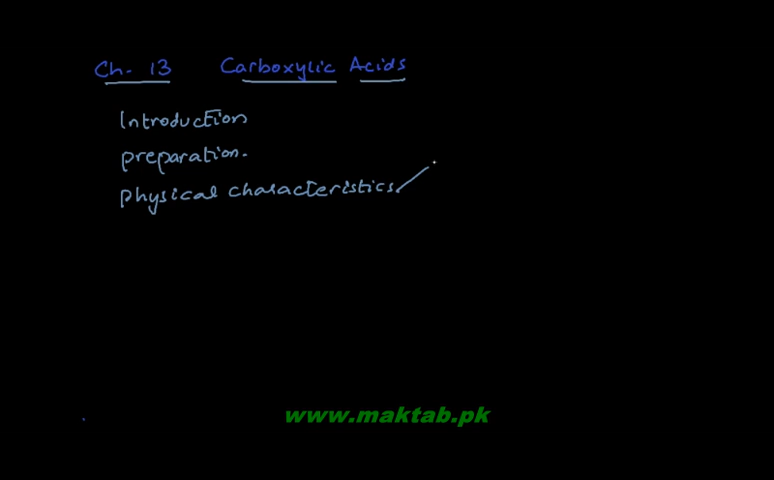 Ch. 13 Carboxylic Acids
Introduction
preparation.
physical characteristics
www.maktab.pk